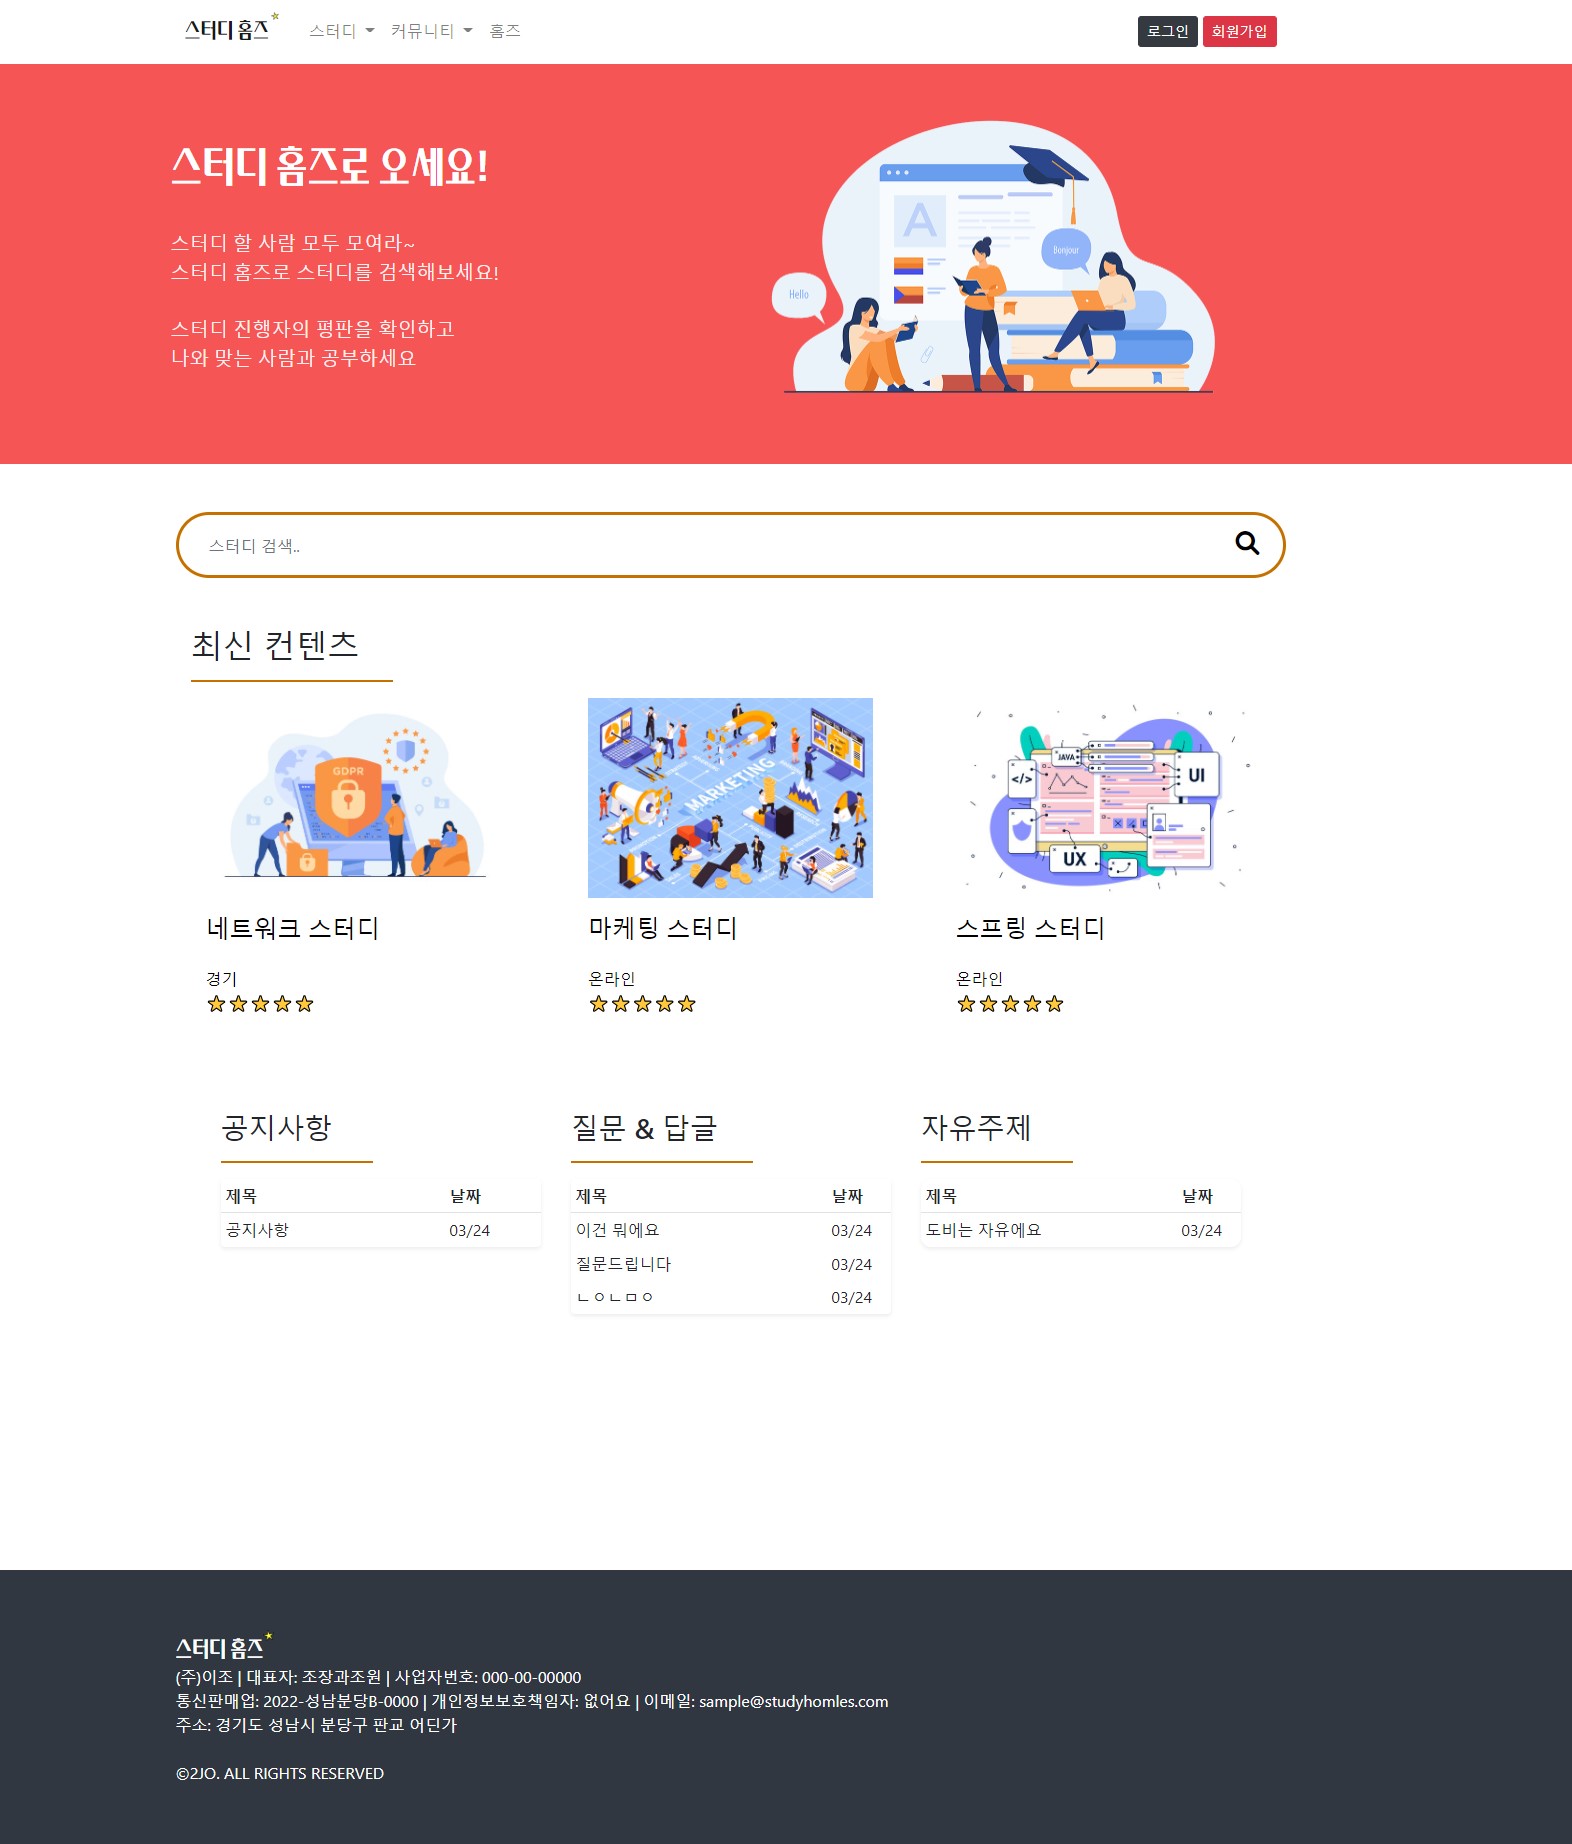 스터디 홈즈
스터디 커뮤니티 홈즈
로그인 회원가입
스터디 홈즈로 오세요!
스터디 할 사람 모두 모여라~
스터디 홈즈로 스터디를 검색해보세요!
스터디 진행자의 평판을 확인하고
나와 맞는 사람과 공부하세요
A
Bonjour
Hello
스터디 검색..
최신 컨텐츠
GDPR
MARKETING
JAVA
</>
UI
UX
네트워크 스터디
경기
마케팅 스터디
온라인
스프링 스터디
온라인
공지사항
제목 날짜
공지사항 03/24
질문 & 답글
제목 날짜
이건 뭐에요 03/24
질문드립니다 03/24
ㄴㅇㄴㅁㅇ 03/24
자유주제
제목 날짜
도비는 자유에요 03/24
스터디 홈즈
(주)이조 | 대표자: 조장과조원 | 사업자번호: 000-00-00000
통신판매업: 2022-성남분당B-0000 | 개인정보보호책임자: 없어요 | 이메일: sample@studyhomles.com
주소: 경기도 성남시 분당구 판교 어딘가
©2JO. ALL RIGHTS RESERVED